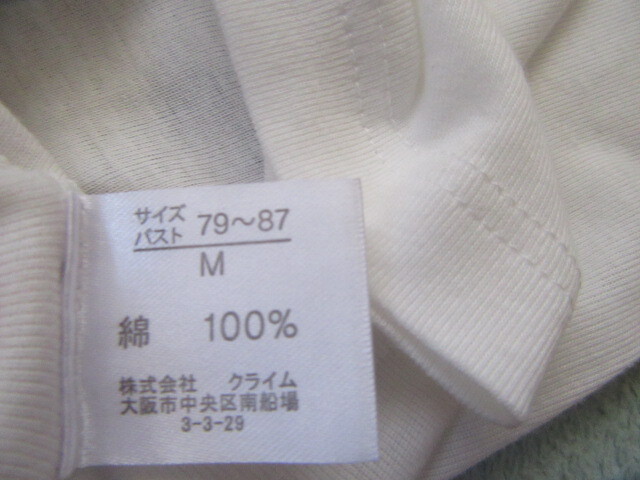 サイズ
バスト 79〜87
M
綿 100%
株式会社 クライム
大阪市中央区南船場
3-3-29